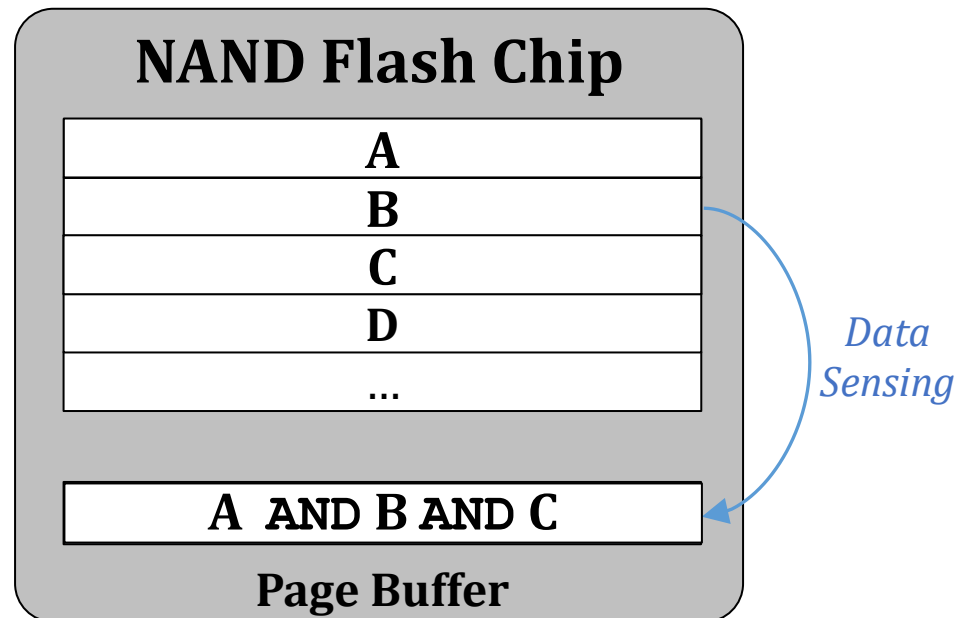 NAND Flash Chip
A
B
C
D
...
Data
Sensing
A AND B AND C
Page Buffer